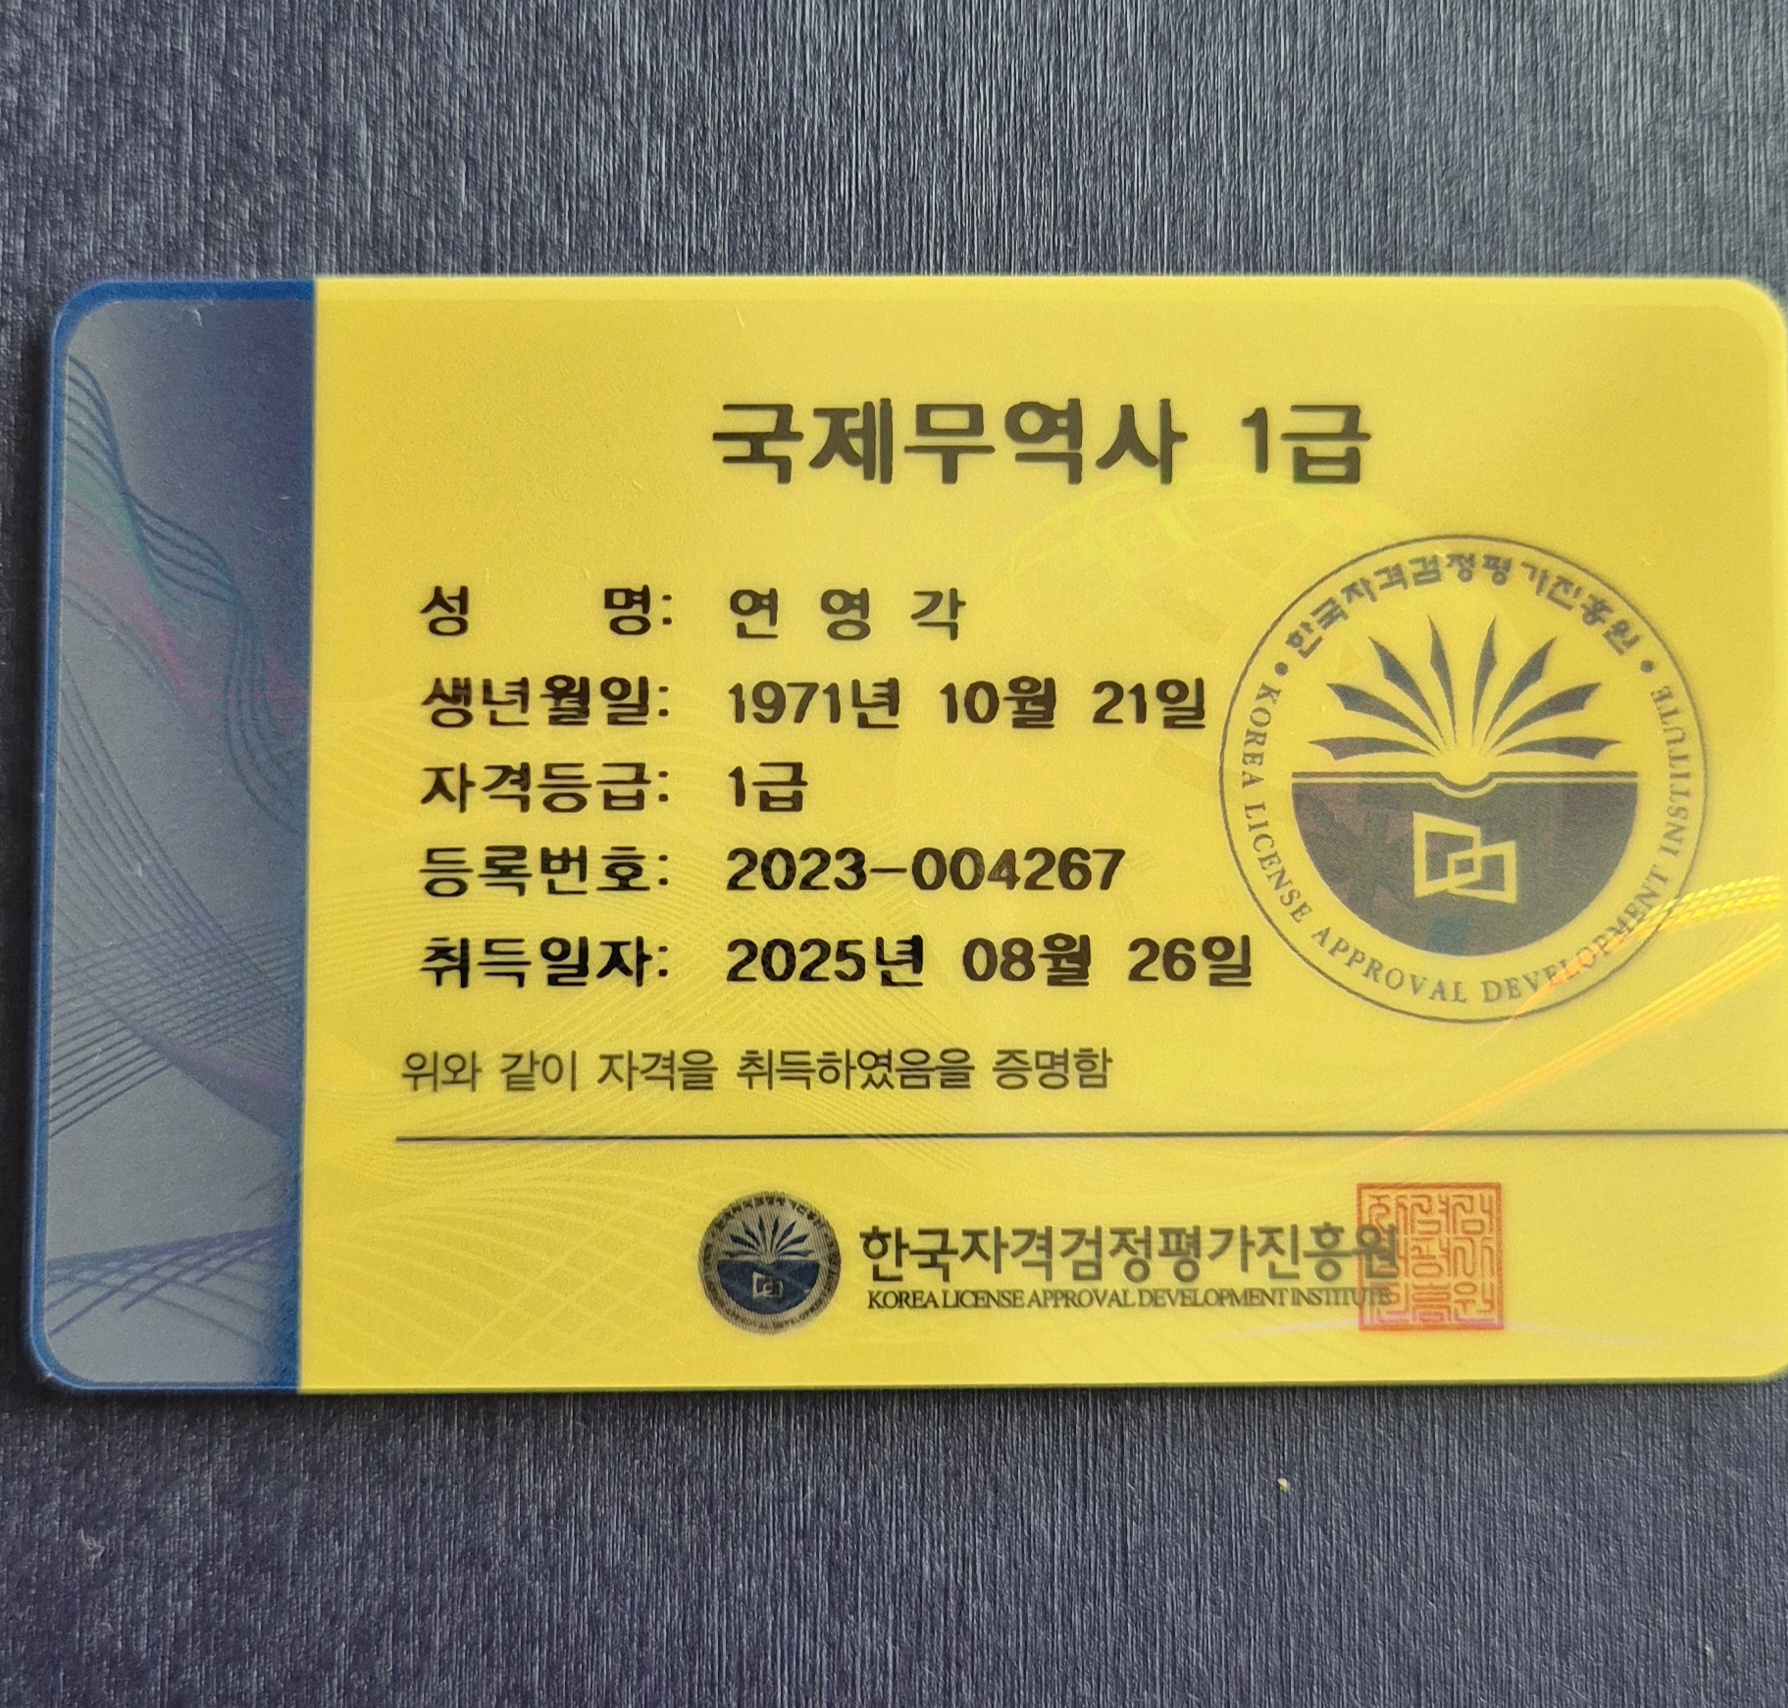 국제무역사 1급
성 명: 연 영 각
생년월일: 1971년 10월 21일
자격등급: 1급
등록번호: 2023-004267
취득일자: 2025년 08월 26일
위와 같이 자격을 취득하였음을 증명함
한국자격검정평가진흥원
KOREA LICENSE APPROVAL DEVELOPMENT INSTITUTE
한국자격검정평가진흥원
KOREA LICENSE APPROVAL DEVELOPMENT INSTITUTE